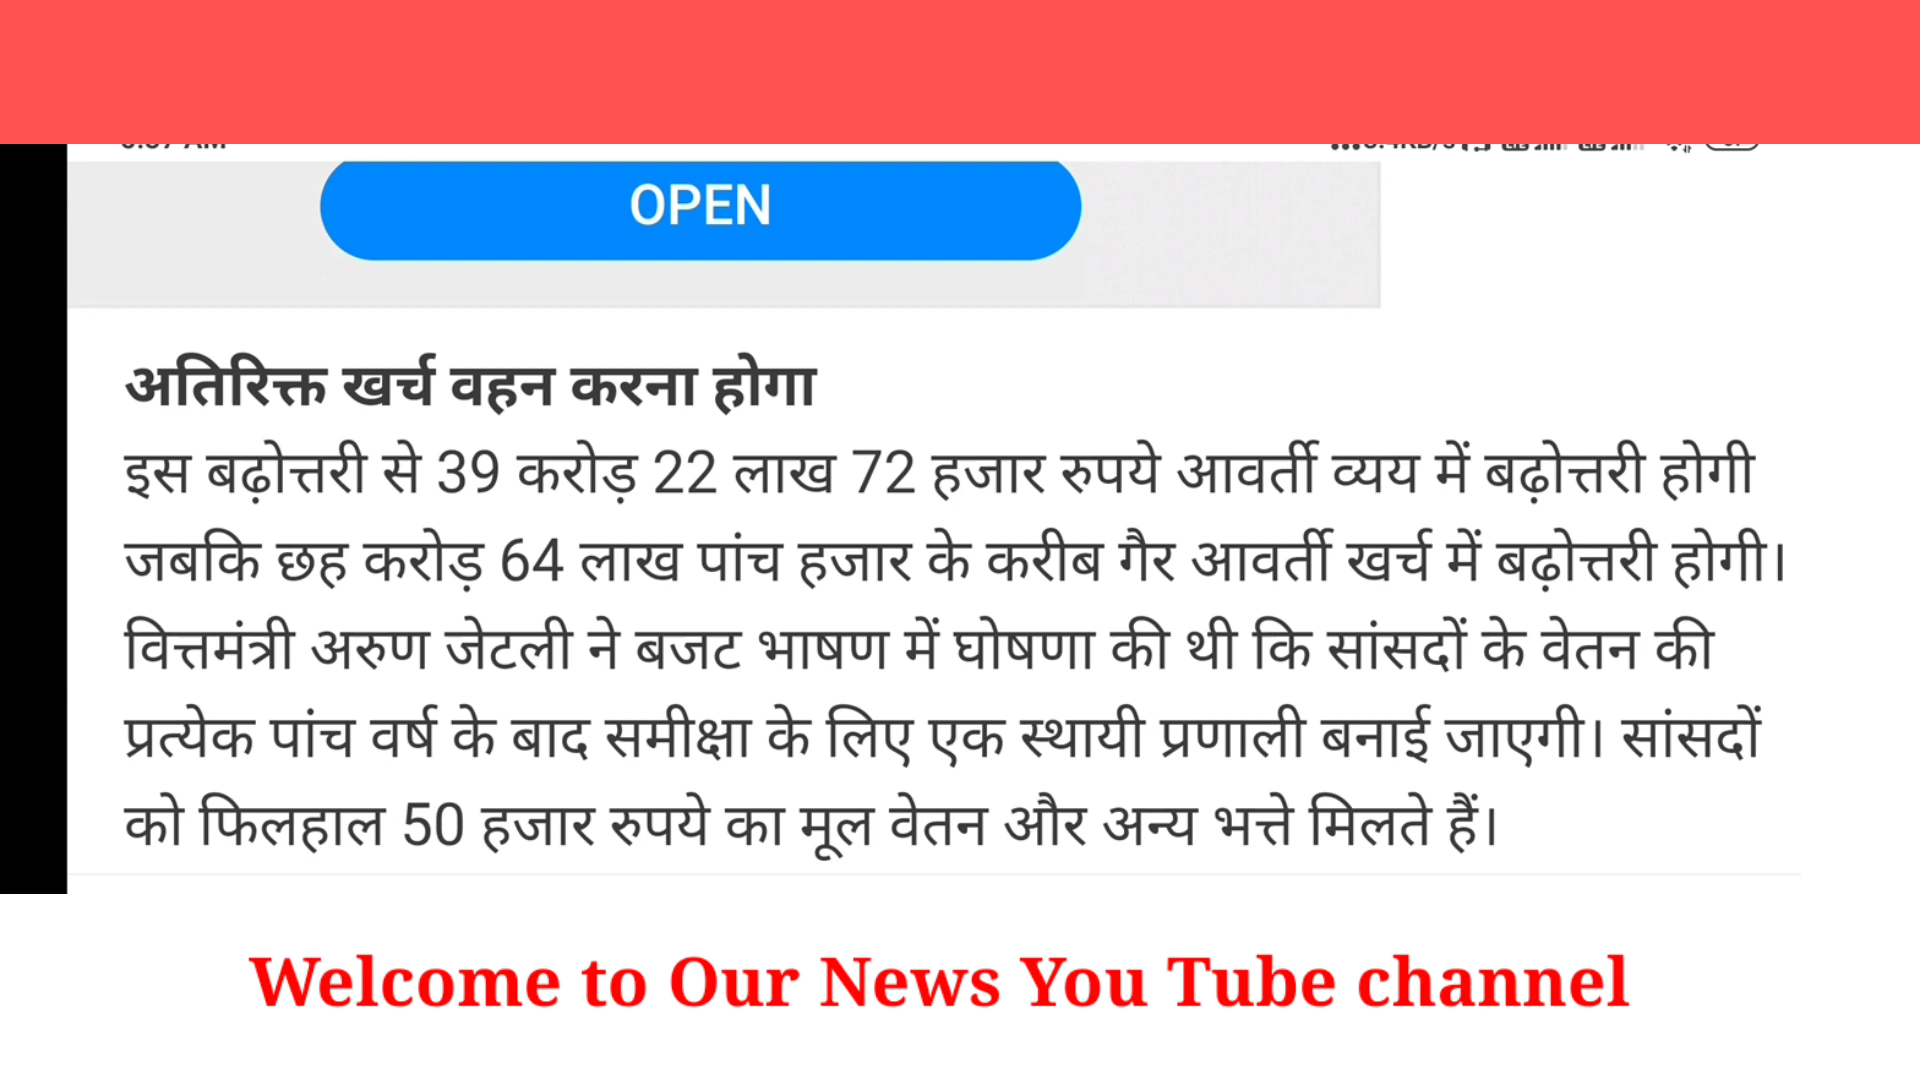 OPEN
अतिरिक्त खर्च वहन करना होगा
इस बढ़ोत्तरी से 39 करोड़ 22 लाख 72 हजार रुपये आवर्ती व्यय में बढ़ोत्तरी होगी
जबकि छह करोड़ 64 लाख पांच हजार के करीब गैर आवर्ती खर्च में बढ़ोत्तरी होगी।
वित्तमंत्री अरुण जेटली ने बजट भाषण में घोषणा की थी कि सांसदों के वेतन की
प्रत्येक पांच वर्ष के बाद समीक्षा के लिए एक स्थायी प्रणाली बनाई जाएगी। सांसदों
को फिलहाल 50 हजार रुपये का मूल वेतन और अन्य भत्ते मिलते हैं।
Welcome to Our News You Tube channel